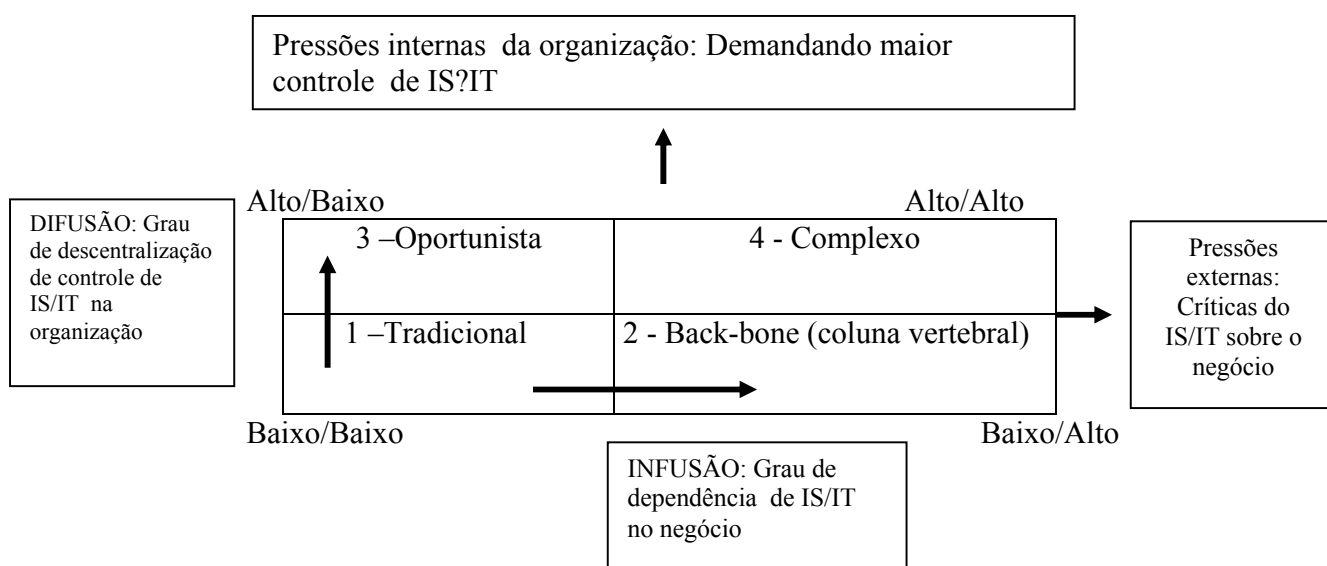 Pressões internas da organização: Demandando maior
controle de IS?IT
Alto/Baixo
Alto/Alto
DIFUSÃO: Grau
de descentralização
de controle de
IS/IT na
organização
3 –Oportunista
4 - Complexo
1 –Tradicional
2 - Back-bone (coluna vertebral)
Pressões
externas:
Críticas do
IS/IT sobre o
negócio
Baixo/Baixo
Baixo/Alto
INFUSÃO: Grau de
dependência de IS/IT
no negócio